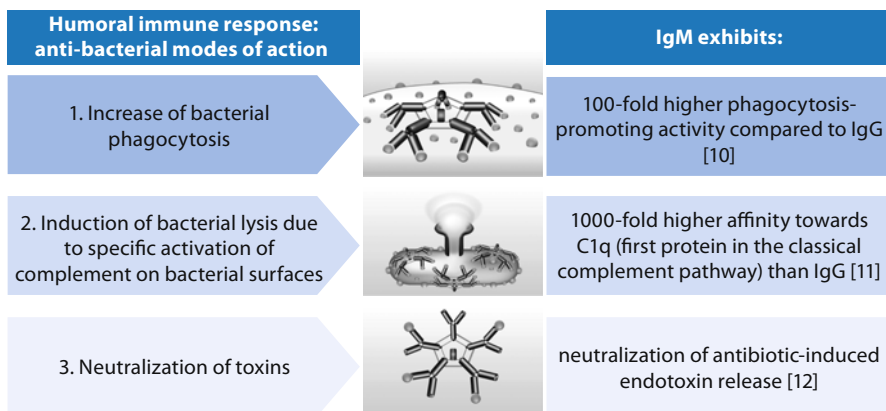 Humoral immune response:
anti-bacterial modes of action
IgM exhibits:
1. Increase of bacterial
phagocytosis
100-fold higher phagocytosis-
promoting activity compared to IgG
[10]
2. Induction of bacterial lysis due
to specific activation of
complement on bacterial surfaces
1000-fold higher affinity towards
C1q (first protein in the classical
complement pathway) than IgG [11]
3. Neutralization of toxins
neutralization of antibiotic-induced
endotoxin release [12]